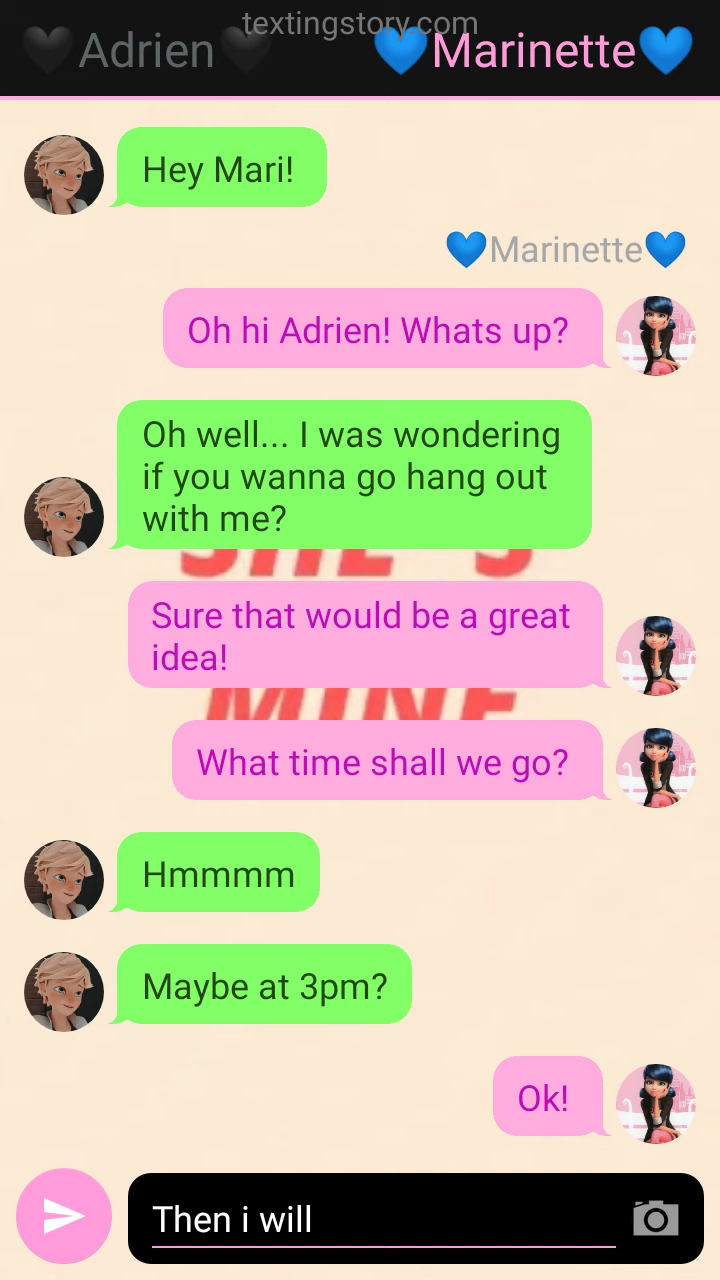 textingstory.com
🖤Adrien🖤 💙Marinette💙
Hey Mari!
💙Marinette💙
Oh hi Adrien! Whats up?
Oh well... I was wondering
if you wanna go hang out
with me?
SHE'S
Sure that would be a great
idea!
MINE
What time shall we go?
Hmmmm
Maybe at 3pm?
Ok!
Then i will